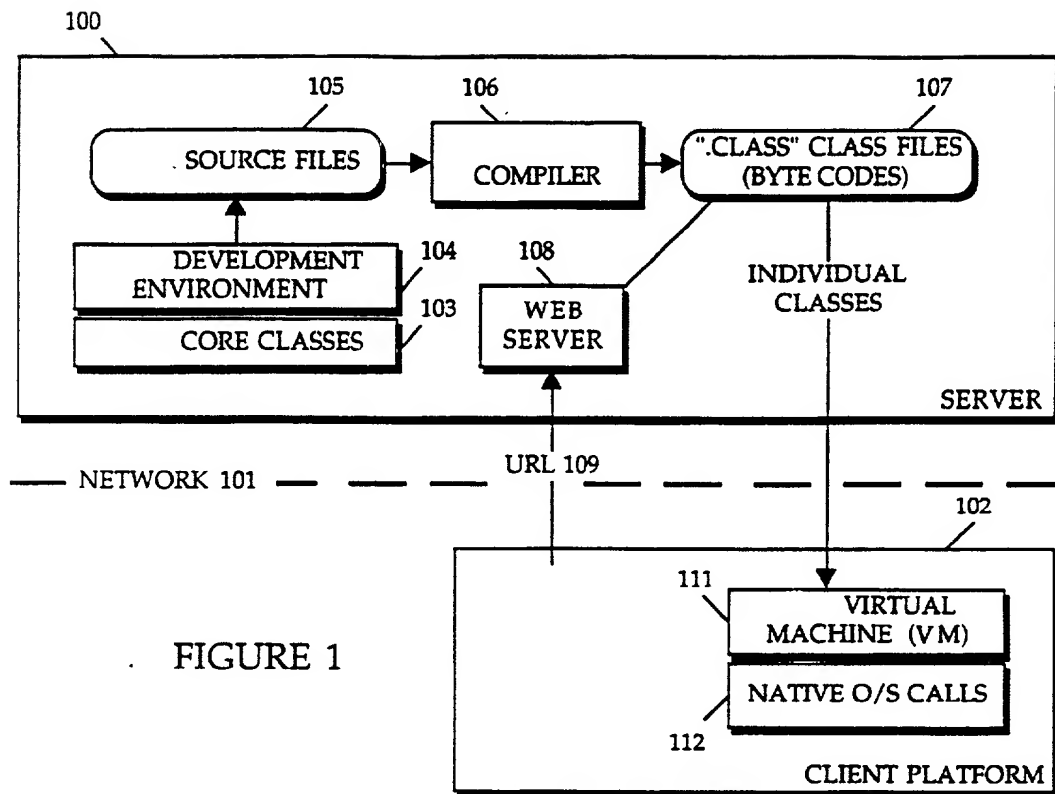 100
105
106
107
SOURCE FILES
COMPILER
".CLASS" CLASS FILES
(BYTE CODES)
DEVELOPMENT
ENVIRONMENT
104
CORE CLASSES
103
108
WEB
SERVER
INDIVIDUAL
CLASSES
SERVER
URL 109
NETWORK 101
102
111
VIRTUAL
MACHINE (VM)
NATIVE O/S CALLS
112
CLIENT PLATFORM
FIGURE 1